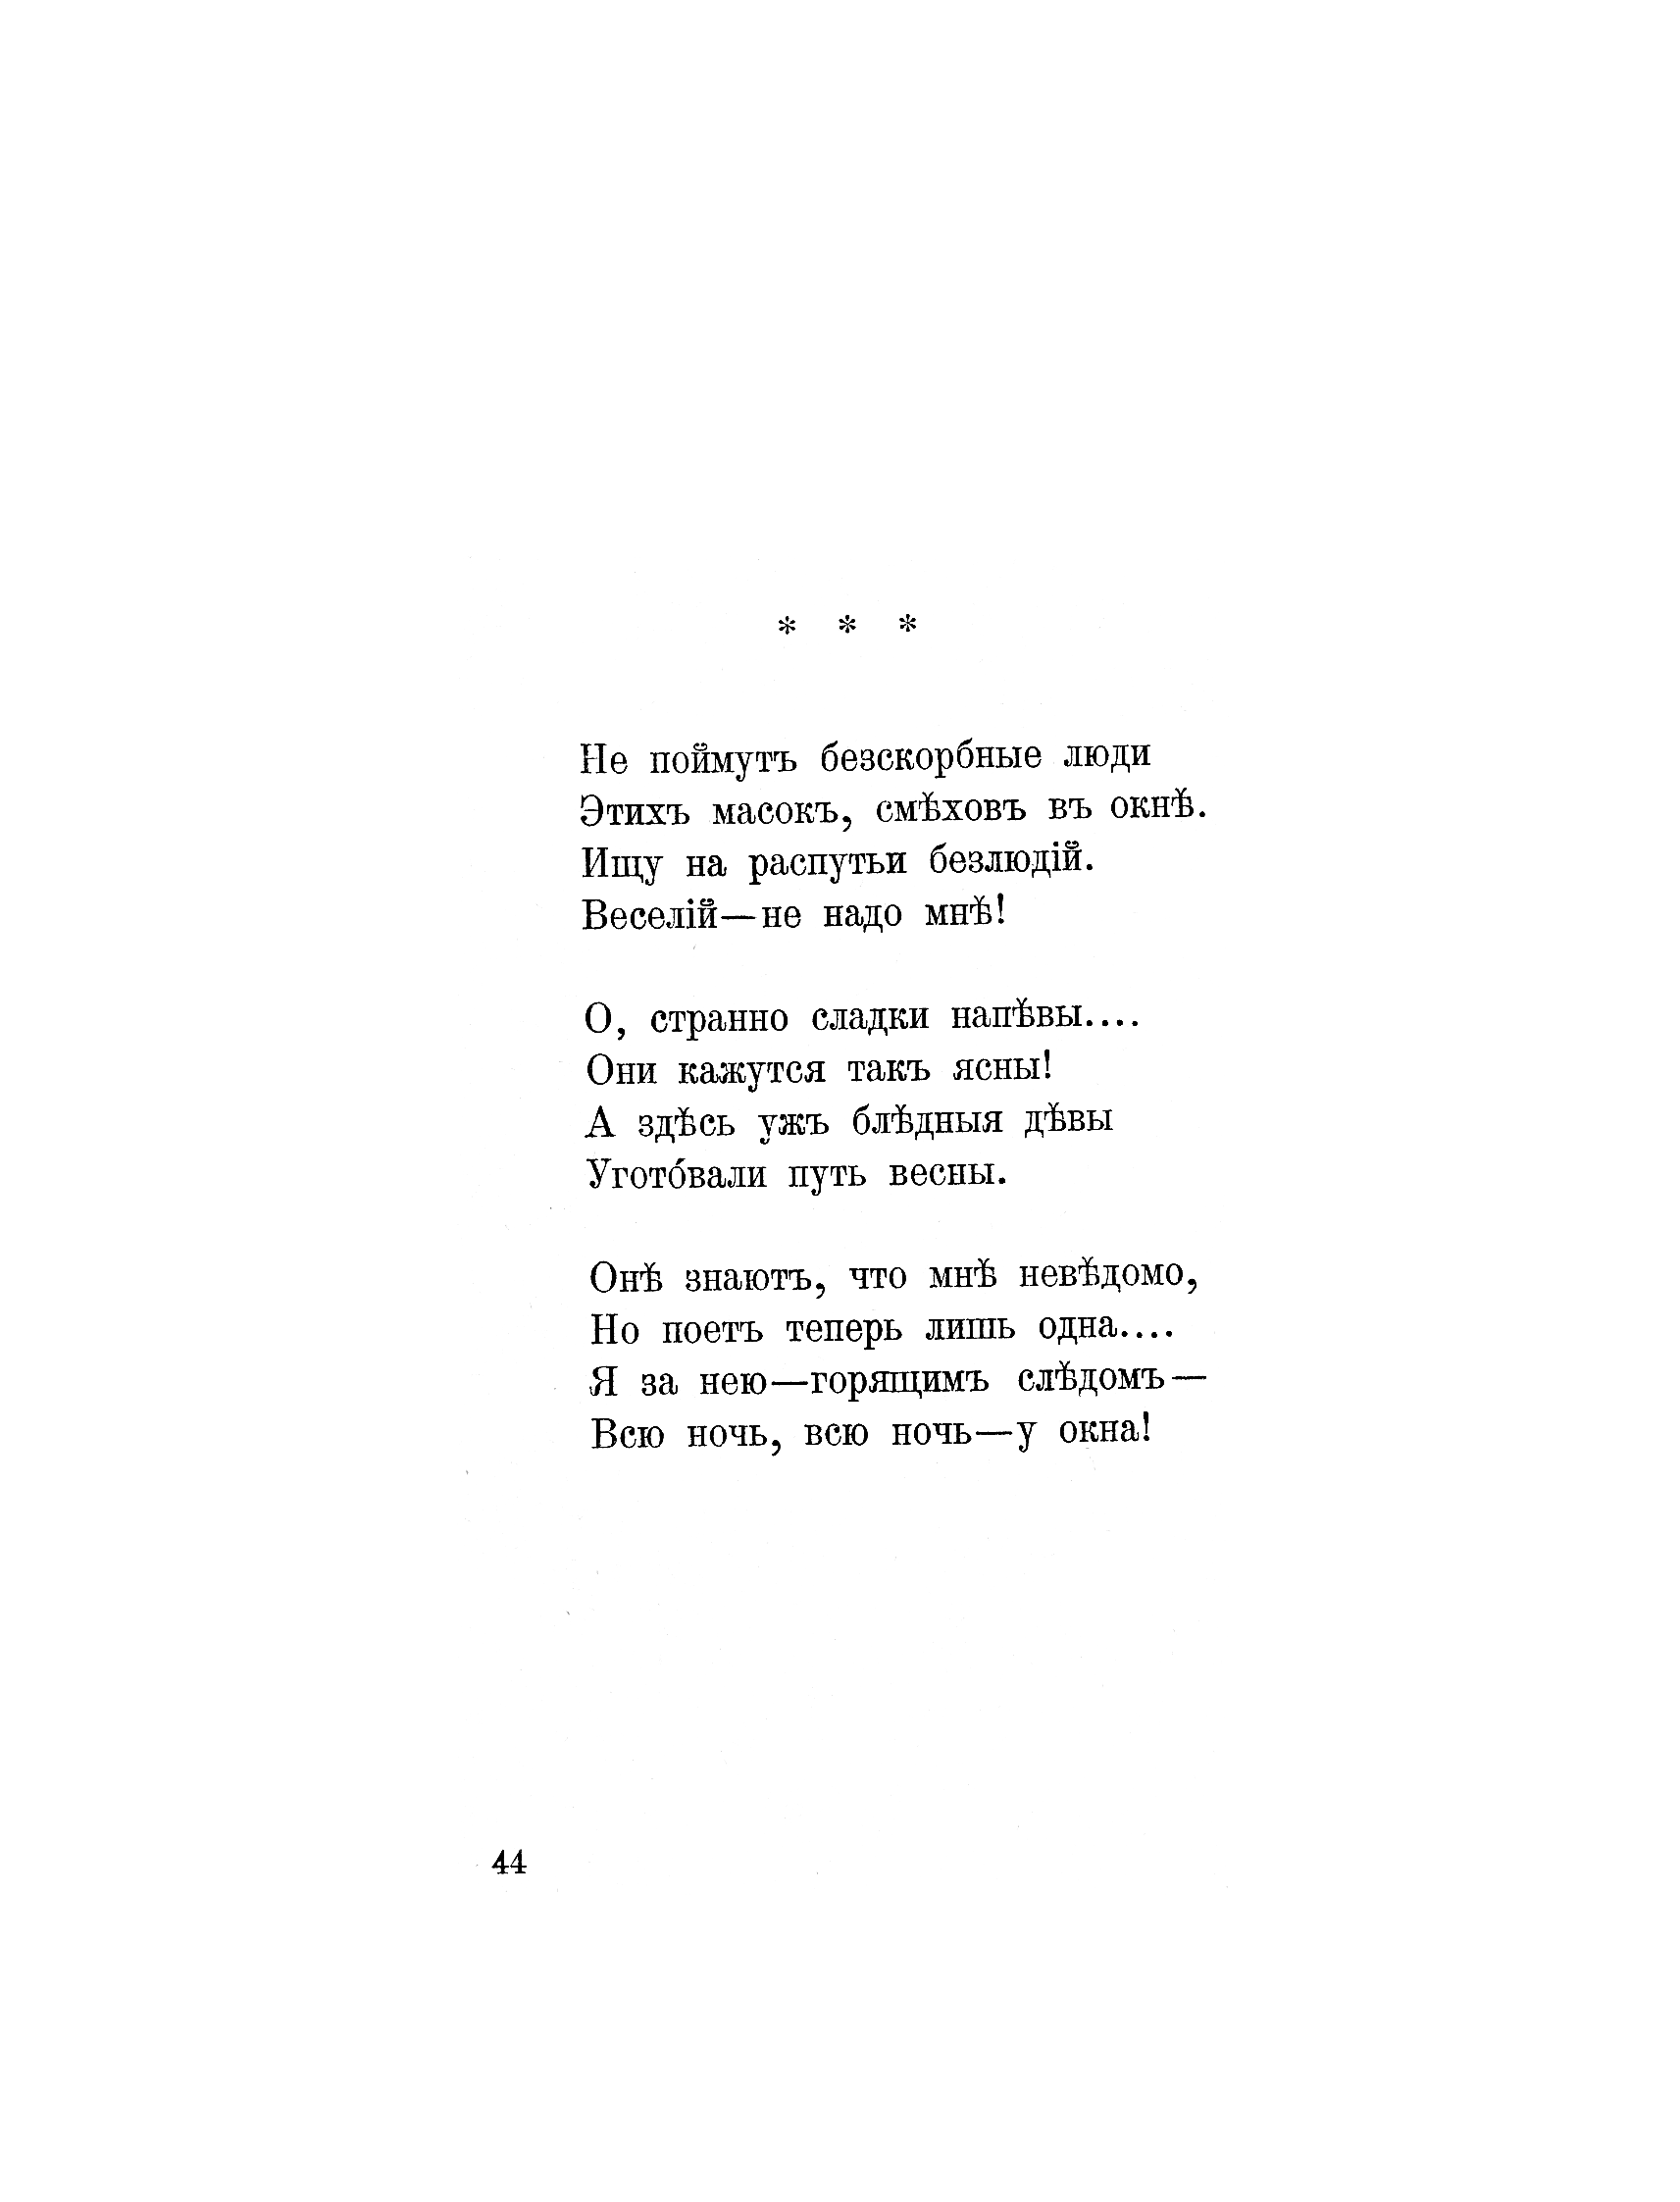 * * *
Не поймутъ безскорбные люди
Этихъ масокъ, смѣховъ въ окнѣ.
Ищу на распутьи безлюдій.
Веселій—не надо мнѣ!
О, странно сладки напѣвы....
Они кажутся такъ ясны!
А здѣсь ужъ блѣдныя дѣвы
Угото́вали путь весны.
Онѣ знаютъ, что мнѣ невѣдомо,
Но поетъ теперь лишь одна....
Я за нею—горящимъ слѣдомъ—
Всю ночь, всю ночь—у окна!
44